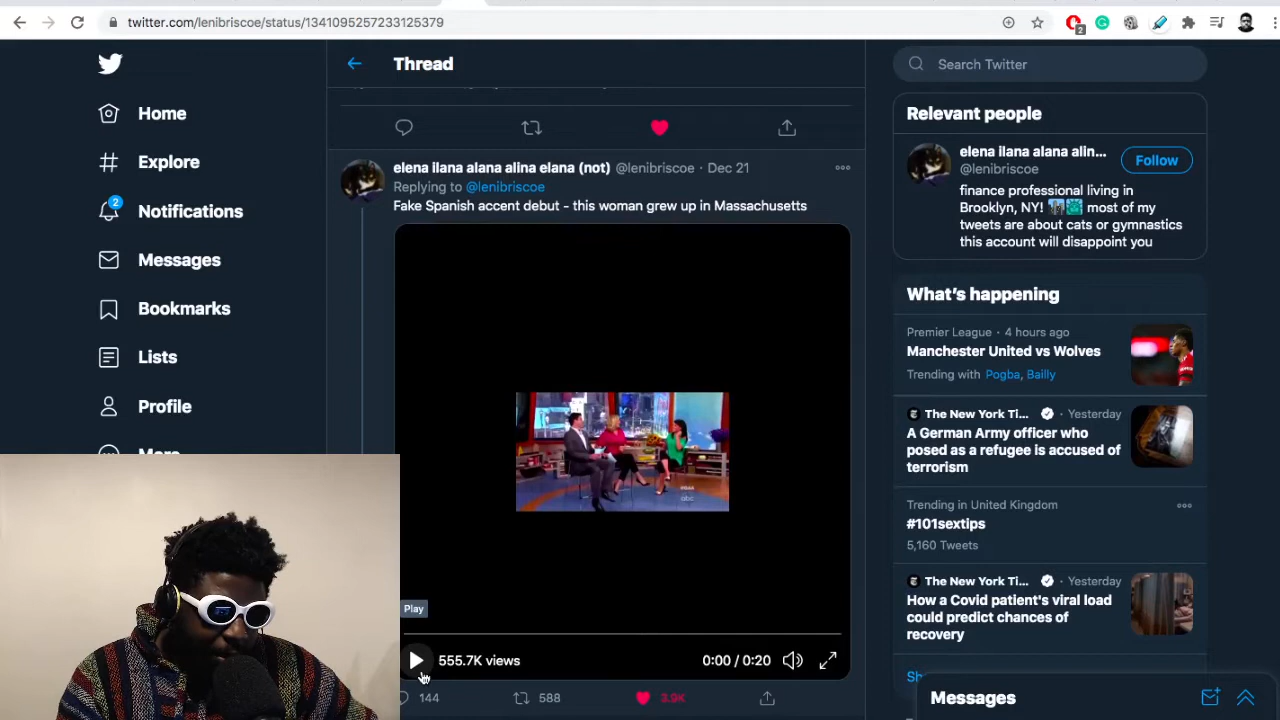 twitter.com/lenibriscoe/status/1341095257233125379
2
Home
Explore
2
Notifications
Messages
Bookmarks
Lists
Profile
More
Thread
elena ilana alana alina elana (not) @lenibriscoe · Dec 21
Replying to @lenibriscoe
Fake Spanish accent debut - this woman grew up in Massachusetts
abc
Play
555.7K views
0:00 / 0:20
144
588
3.9K
Search Twitter
Relevant people
elena ilana alana alin...
@lenibriscoe
Follow
finance professional living in
Brooklyn, NY! most of my
tweets are about cats or gymnastics
this account will disappoint you
What's happening
Premier League · 4 hours ago
Manchester United vs Wolves
Trending with Pogba, Bailly
The New York Ti... · Yesterday
A German Army officer who
posed as a refugee is accused of
terrorism
Trending in United Kingdom
#101sextips
5,160 Tweets
The New York Ti... · Yesterday
How a Covid patient's viral load
could predict chances of
recovery
Sh
Messages